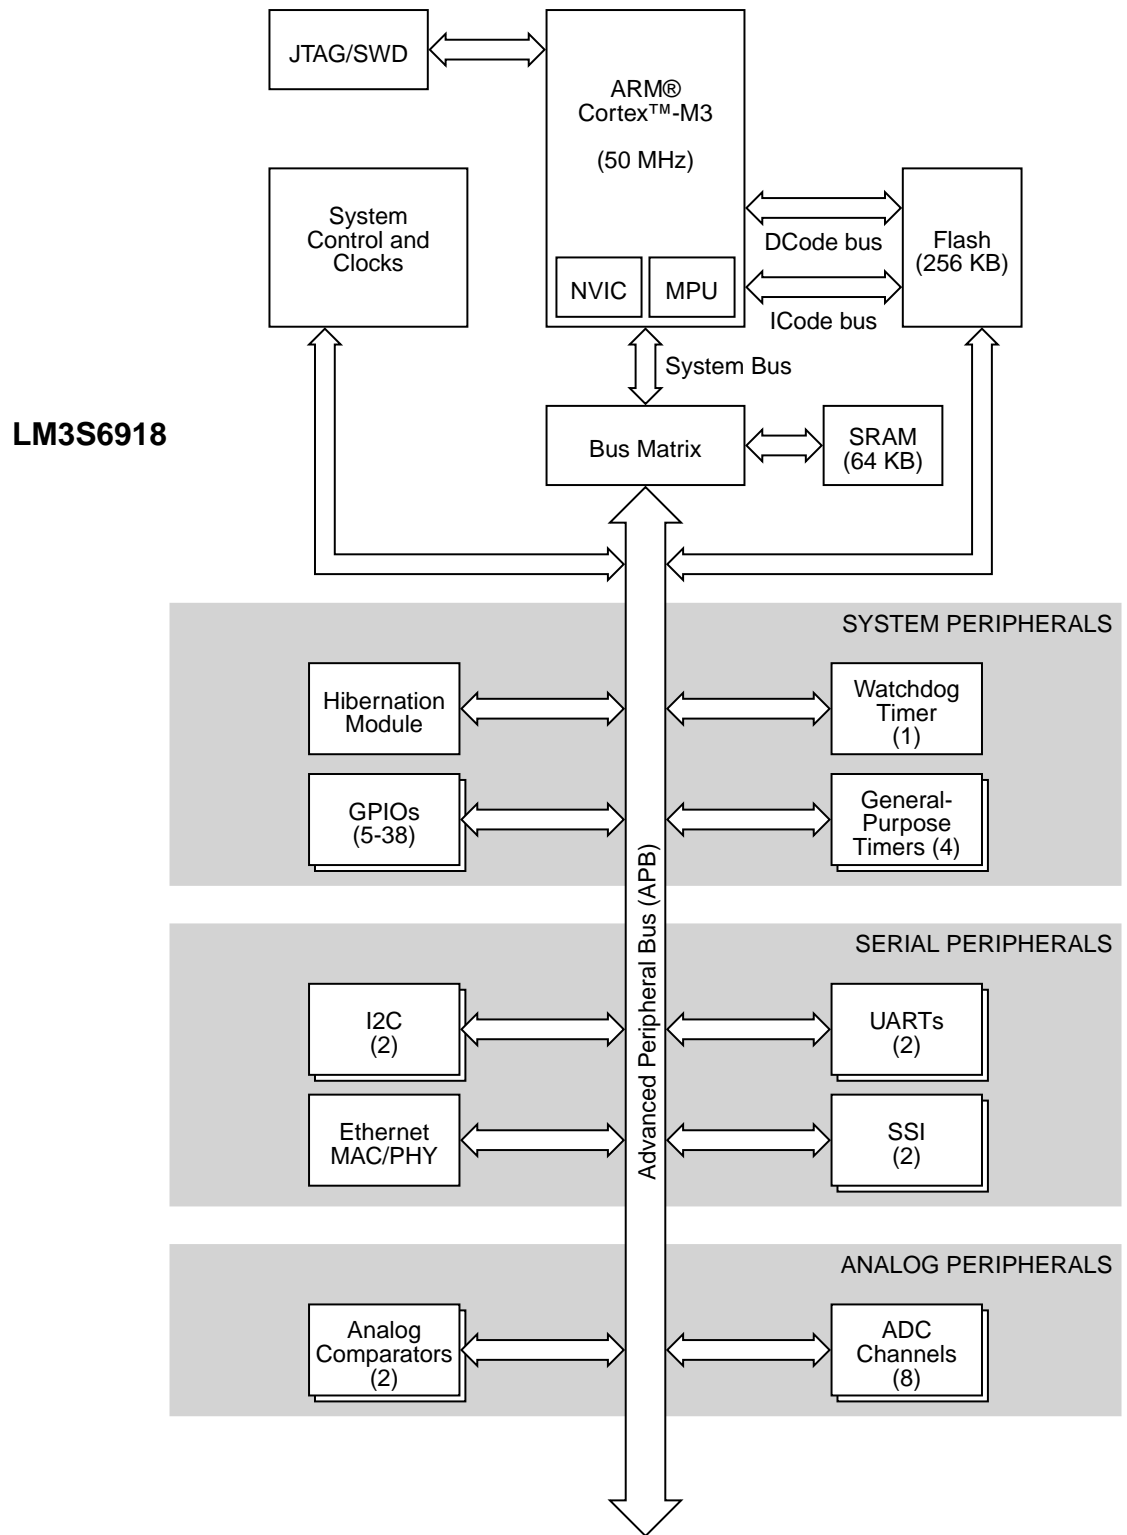 JTAG/SWD
ARM®
Cortex™-M3
(50 MHz)
System
Control and
Clocks
DCode bus
Flash
(256 KB)
NVIC
MPU
ICode bus
System Bus
LM3S6918
Bus Matrix
SRAM
(64 KB)
SYSTEM PERIPHERALS
Hibernation
Module
Watchdog
Timer
(1)
GPIOs
(5-38)
General-
Purpose
Timers (4)
Advanced Peripheral Bus (APB)
SERIAL PERIPHERALS
I2C
(2)
UARTs
(2)
Ethernet
MAC/PHY
SSI
(2)
ANALOG PERIPHERALS
Analog
Comparators
(2)
ADC
Channels
(8)